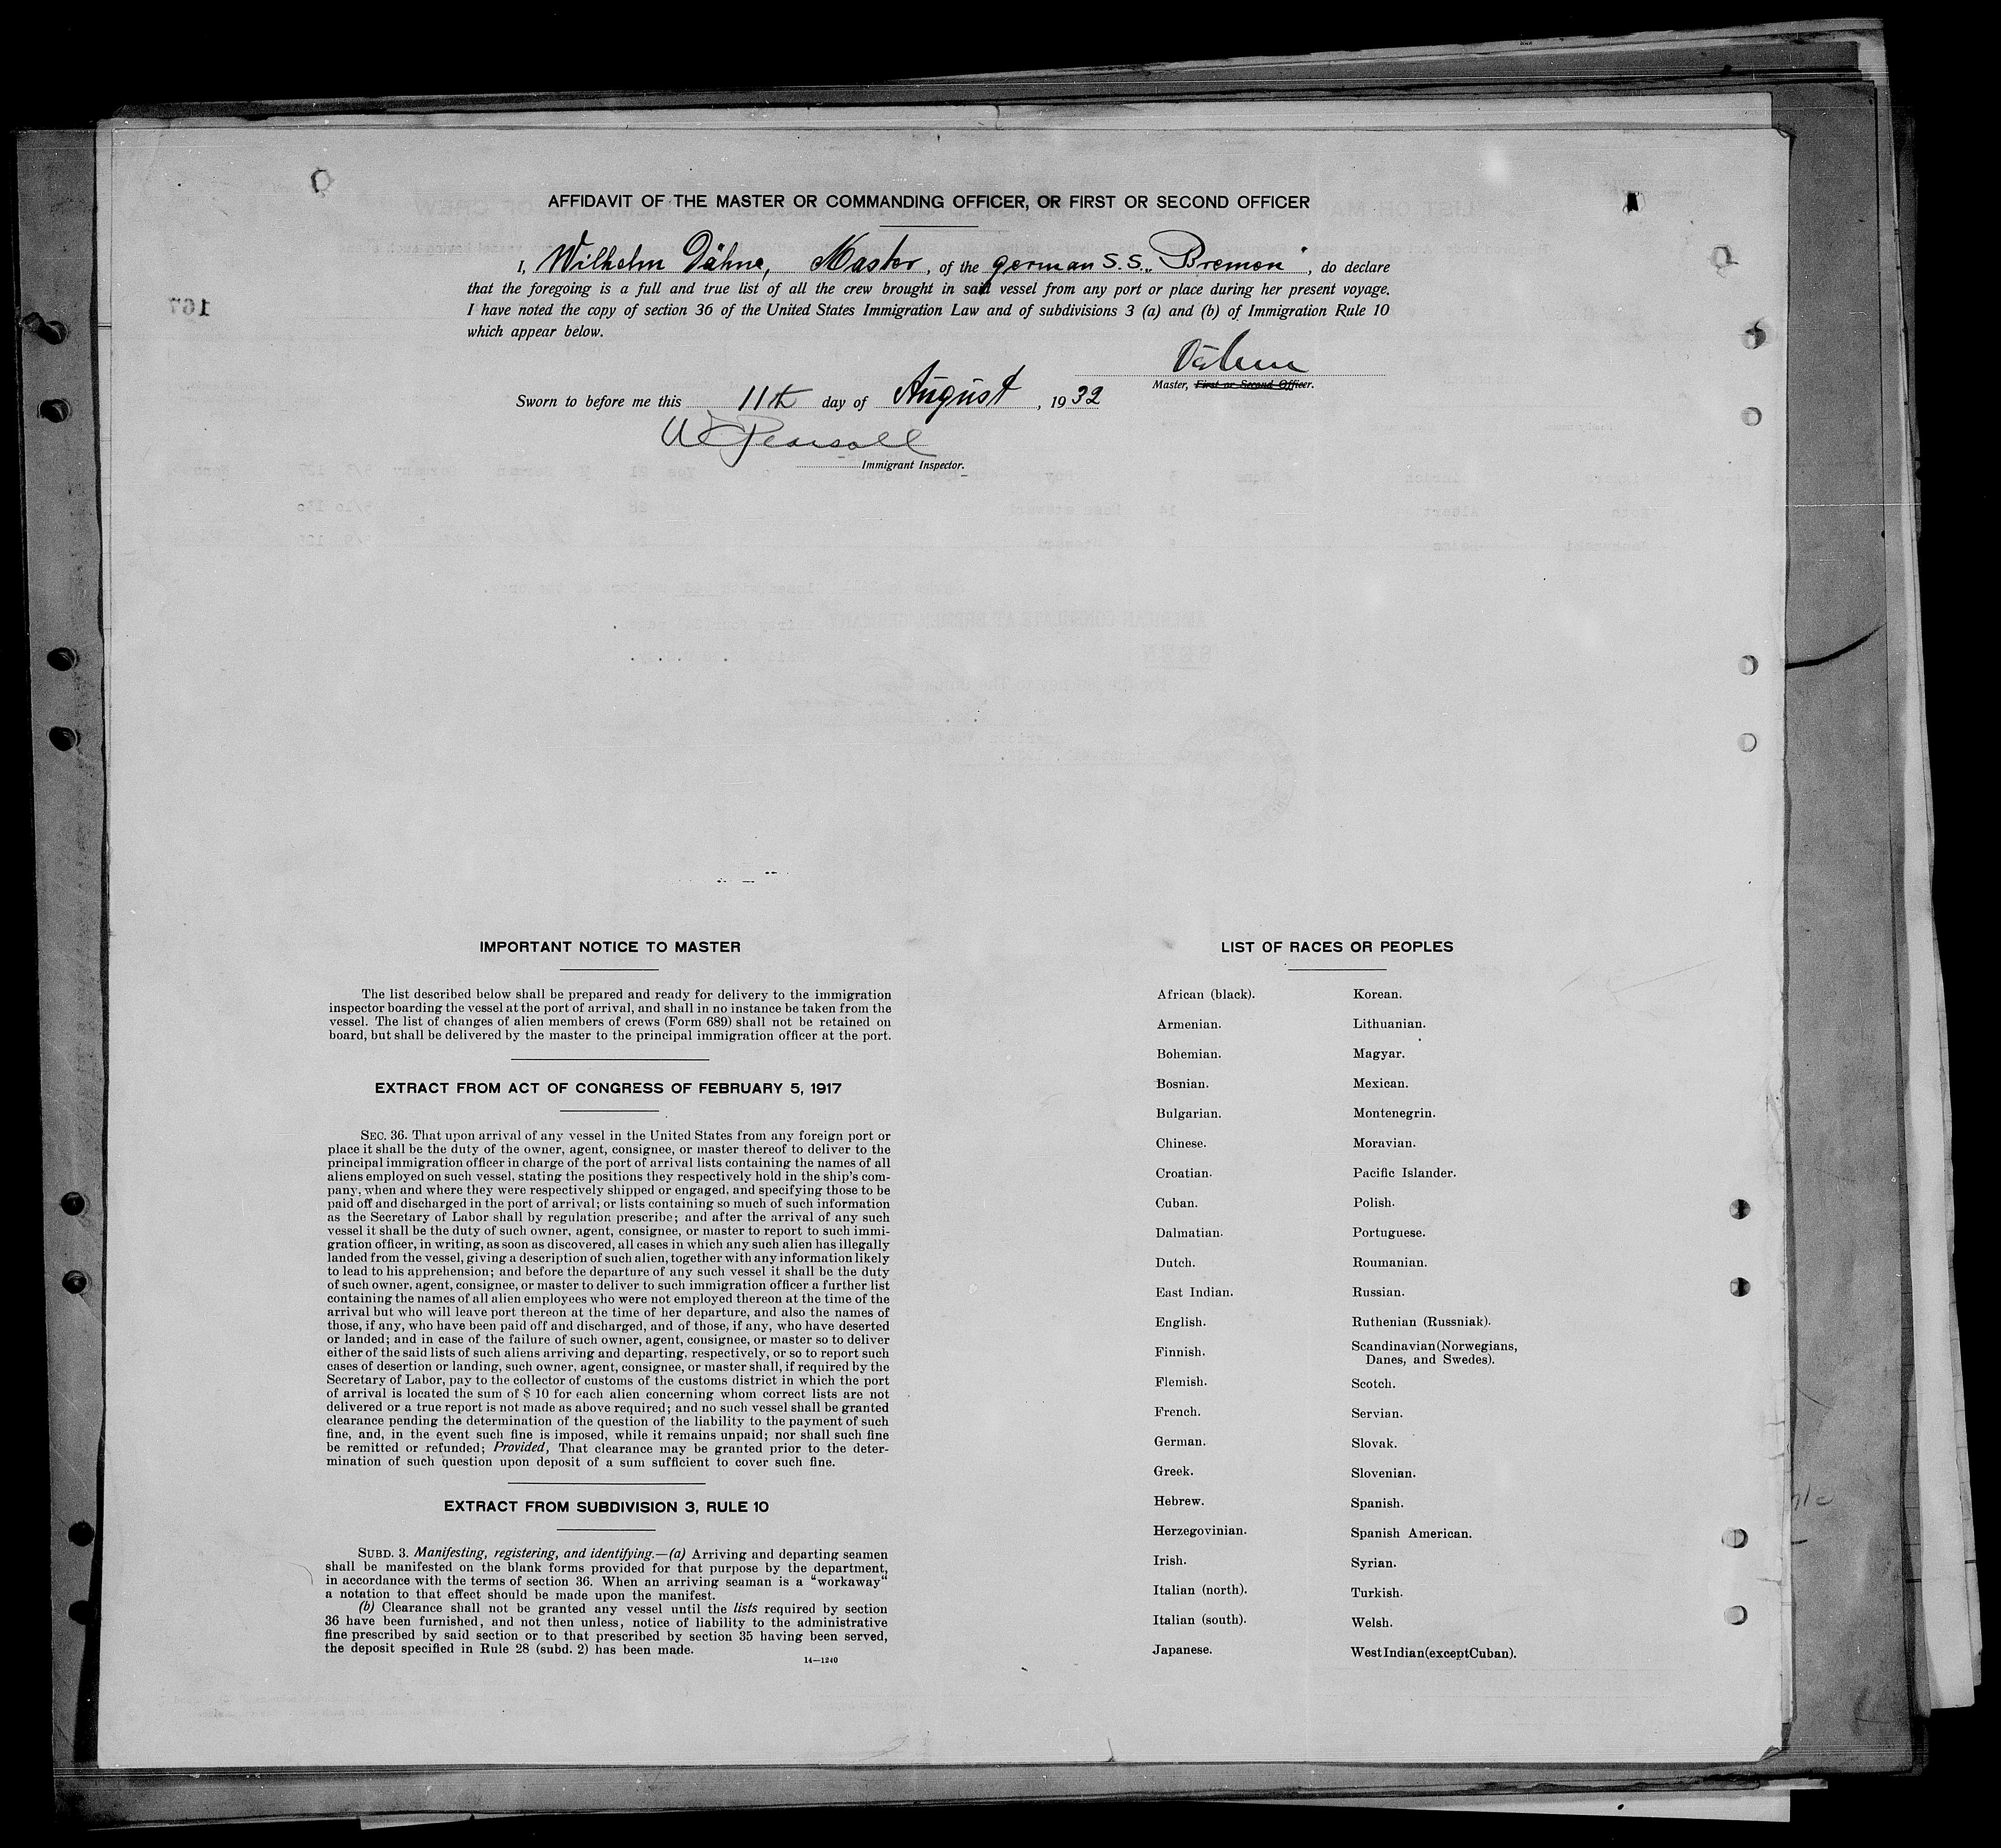 AFFIDAVIT OF THE MASTER OR COMMANDING OFFICER, OR FIRST OR SECOND OFFICER
I, Wilhelm Dähne, Master, of the german S.S. „Bremen", do declare
that the foregoing is a full and true list of all the crew brought in said vessel from any port or place during her present voyage.
I have noted the copy of section 36 of the United States Immigration Law and of subdivisions 3 (a) and (b) of Immigration Rule 10
which appear below.
Dähne
Master, First or Second Officer.
Sworn to before me this 11th day of August, 1932
W Pearsall
Immigrant Inspector.
167
IMPORTANT NOTICE TO MASTER
The list described below shall be prepared and ready for delivery to the immigration
inspector boarding the vessel at the port of arrival, and shall in no instance be taken from the
vessel. The list of changes of alien members of crews (Form 689) shall not be retained on
board, but shall be delivered by the master to the principal immigration officer at the port.
EXTRACT FROM ACT OF CONGRESS OF FEBRUARY 5, 1917
SEC. 36. That upon arrival of any vessel in the United States from any foreign port or
place it shall be the duty of the owner, agent, consignee, or master thereof to deliver to the
principal immigration officer in charge of the port of arrival lists containing the names of all
aliens employed on such vessel, stating the positions they respectively hold in the ship's com-
pany, when and where they were respectively shipped or engaged, and specifying those to be
paid off and discharged in the port of arrival; or lists containing so much of such information
as the Secretary of Labor shall by regulation prescribe; and after the arrival of any such
vessel it shall be the duty of such owner, agent, consignee, or master to report to such immi-
gration officer, in writing, as soon as discovered, all cases in which any such alien has illegally
landed from the vessel, giving a description of such alien, together with any information likely
to lead to his apprehension; and before the departure of any such vessel it shall be the duty
of such owner, agent, consignee, or master to deliver to such immigration officer a further list
containing the names of all alien employees who were not employed thereon at the time of the
arrival but who will leave port thereon at the time of her departure, and also the names of
those, if any, who have been paid off and discharged, and of those, if any, who have deserted
or landed; and in case of the failure of such owner, agent, consignee, or master so to deliver
either of the said lists of such aliens arriving and departing, respectively, or so to report such
cases of desertion or landing, such owner, agent, consignee, or master shall, if required by the
Secretary of Labor, pay to the collector of customs of the customs district in which the port
of arrival is located the sum of $ 10 for each alien concerning whom correct lists are not
delivered or a true report is not made as above required; and no such vessel shall be granted
clearance pending the determination of the question of the liability to the payment of such
fine, and, in the event such fine is imposed, while it remains unpaid; nor shall such fine
be remitted or refunded; Provided, That clearance may be granted prior to the deter-
mination of such question upon deposit of a sum sufficient to cover such fine.
EXTRACT FROM SUBDIVISION 3, RULE 10
SUBD. 3. Manifesting, registering, and identifying.—(a) Arriving and departing seamen
shall be manifested on the blank forms provided for that purpose by the department,
in accordance with the terms of section 36. When an arriving seaman is a "workaway"
a notation to that effect should be made upon the manifest.
(b) Clearance shall not be granted any vessel until the lists required by section
36 have been furnished, and not then unless, notice of liability to the administrative
fine prescribed by said section or to that prescribed by section 35 having been served,
the deposit specified in Rule 28 (subd. 2) has been made.
14—1240
LIST OF RACES OR PEOPLES
African (black).
Armenian.
Bohemian.
Bosnian.
Bulgarian.
Chinese.
Croatian.
Cuban.
Dalmatian.
Dutch.
East Indian.
English.
Finnish.
Flemish.
French.
German.
Greek.
Hebrew.
Herzegovinian.
Irish.
Italian (north).
Italian (south).
Japanese.
Korean.
Lithuanian.
Magyar.
Mexican.
Montenegrin.
Moravian.
Pacific Islander.
Polish.
Portuguese.
Roumanian.
Russian.
Ruthenian (Russniak).
Scandinavian (Norwegians,
Danes, and Swedes).
Scotch.
Servian.
Slovak.
Slovenian.
Spanish.
Spanish American.
Syrian.
Turkish.
Welsh.
West Indian (except Cuban).